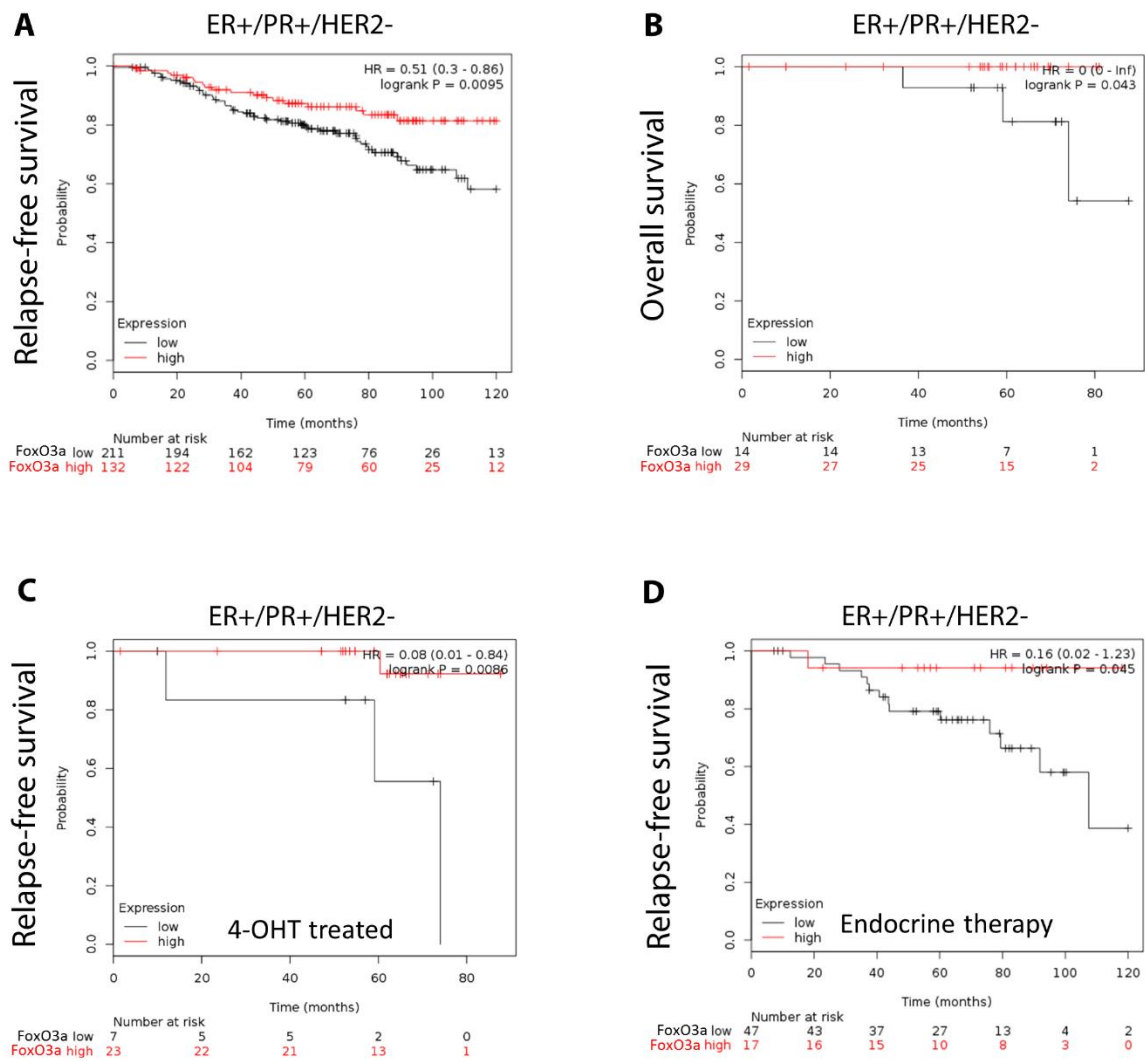 A
ER+/PR+/HER2-
Relapse-free survival
Probability
1.0
0.8
0.6
0.4
0.2
0.0
HR = 0.51 (0.3 - 0.86)
logrank P = 0.0095
Expression
low
high
0 20 40 60 80 100 120
Time (months)
Number at risk
FoxO3a low 211 194 162 123 76 26 13
FoxO3a high 132 122 104 79 60 25 12
B
ER+/PR+/HER2-
Overall survival
Probability
1.0
0.8
0.6
0.4
0.2
0.0
HR = 0 (0 - Inf)
logrank P = 0.043
Expression
low
high
0 20 40 60 80
Time (months)
Number at risk
FoxO3a low 14 14 13 7 1
FoxO3a high 29 27 25 15 2
C
ER+/PR+/HER2-
Relapse-free survival
Probability
1.0
0.8
0.6
0.4
0.2
0.0
HR = 0.08 (0.01 - 0.84)
logrank P = 0.0086
Expression
low
high
4-OHT treated
0 20 40 60 80
Time (months)
Number at risk
FoxO3a low 7 5 5 2 0
FoxO3a high 23 22 21 13 1
D
ER+/PR+/HER2-
Relapse-free survival
Probability
1.0
0.8
0.6
0.4
0.2
0.0
HR = 0.16 (0.02 - 1.23)
logrank P = 0.045
Expression
low
high
Endocrine therapy
0 20 40 60 80 100 120
Time (months)
Number at risk
FoxO3a low 47 43 37 27 13 4 2
FoxO3a high 17 16 15 10 8 3 0